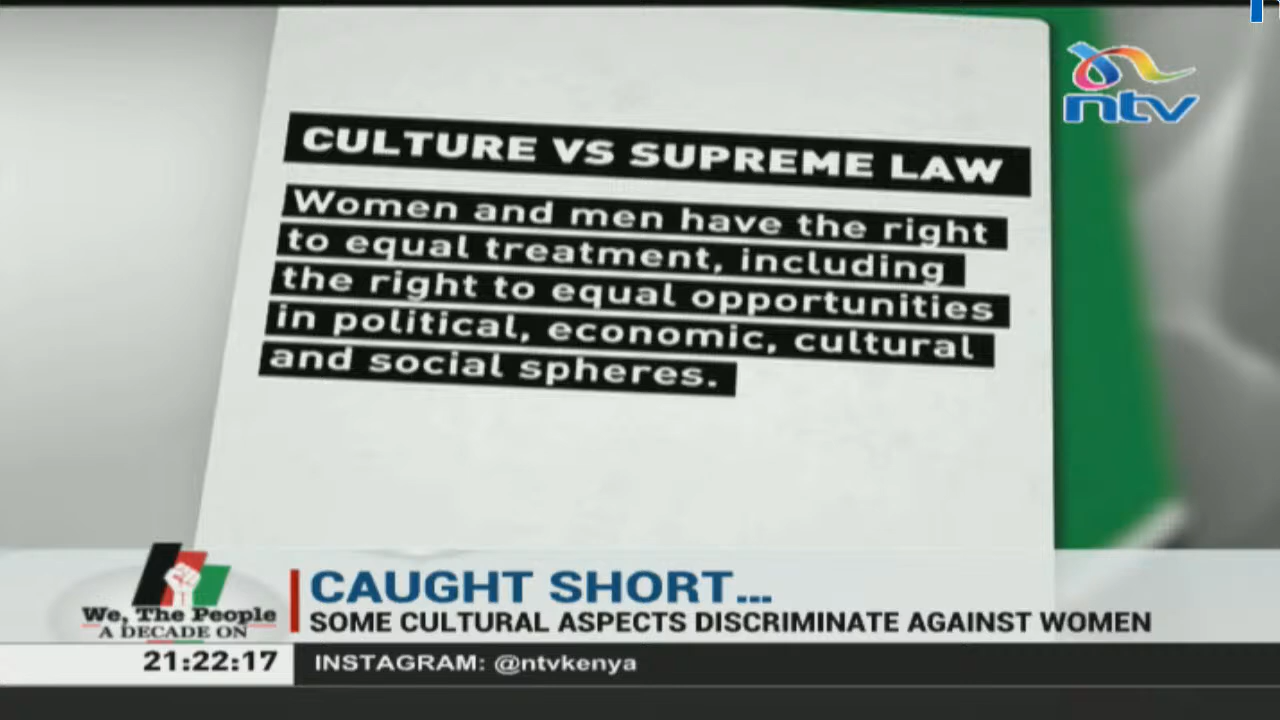 ntv
CULTURE VS SUPREME LAW
Women and men have the right
to equal treatment, including
the right to equal opportunities
in political, economic, cultural
and social spheres.
CAUGHT SHORT...
SOME CULTURAL ASPECTS DISCRIMINATE AGAINST WOMEN
We, The People
A DECADE ON
21:22:17
INSTAGRAM: @ntvkenya